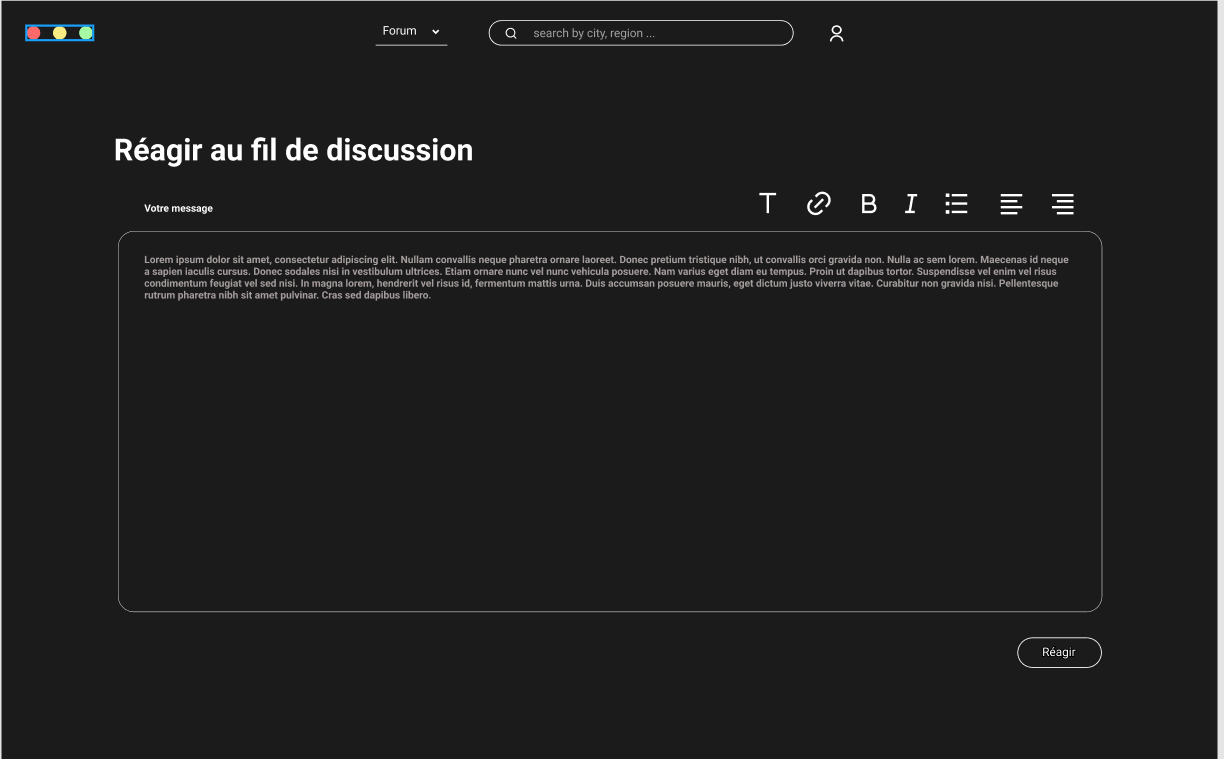 Forum
search by city, region ...
Réagir au fil de discussion
Votre message
T
B
I
Lorem ipsum dolor sit amet, consectetur adipiscing elit. Nullam convallis neque pharetra ornare laoreet. Donec pretium tristique nibh, ut convallis orci gravida non. Nulla ac sem lorem. Maecenas id neque
a sapien iaculis cursus. Donec sodales nisi in vestibulum ultrices. Etiam ornare nunc vel nunc vehicula posuere. Nam varius eget diam eu tempus. Proin ut dapibus tortor. Suspendisse vel enim vel risus
condimentum feugiat vel sed nisi. In magna lorem, hendrerit vel risus id, fermentum mattis urna. Duis accumsan posuere mauris, eget dictum justo viverra vitae. Curabitur non gravida nisi. Pellentesque
rutrum pharetra nibh sit amet pulvinar. Cras sed dapibus libero.
Réagir